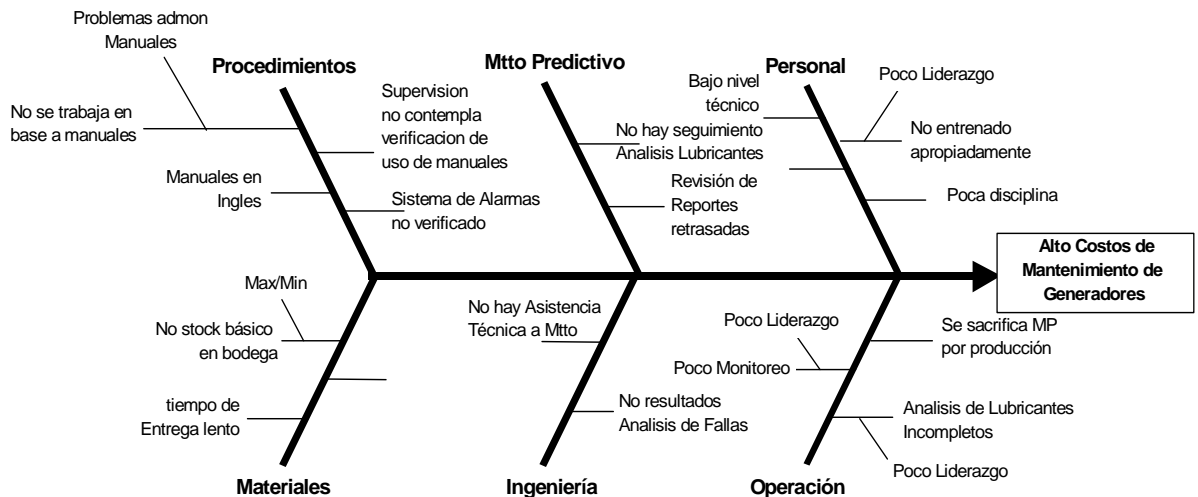 Problemas admon
Manuales
Procedimientos
Mtto Predictivo
Personal
No se trabaja en
base a manuales
Supervision
no contempla
verificacion de
uso de manuales
Manuales en
Ingles
Sistema de Alarmas
no verificado
No hay seguimiento
Analisis Lubricantes
Revisión de
Reportes
retrasadas
Bajo nivel
técnico
Poco Liderazgo
No entrenado
apropiadamente
Poca disciplina
Alto Costos de
Mantenimiento de
Generadores
Max/Min
No stock básico
en bodega
tiempo de
Entrega lento
No hay Asistencia
Técnica a Mtto
No resultados
Analisis de Fallas
Poco Liderazgo
Poco Monitoreo
Se sacrifica MP
por producción
Analisis de Lubricantes
Incompletos
Poco Liderazgo
Materiales
Ingeniería
Operación